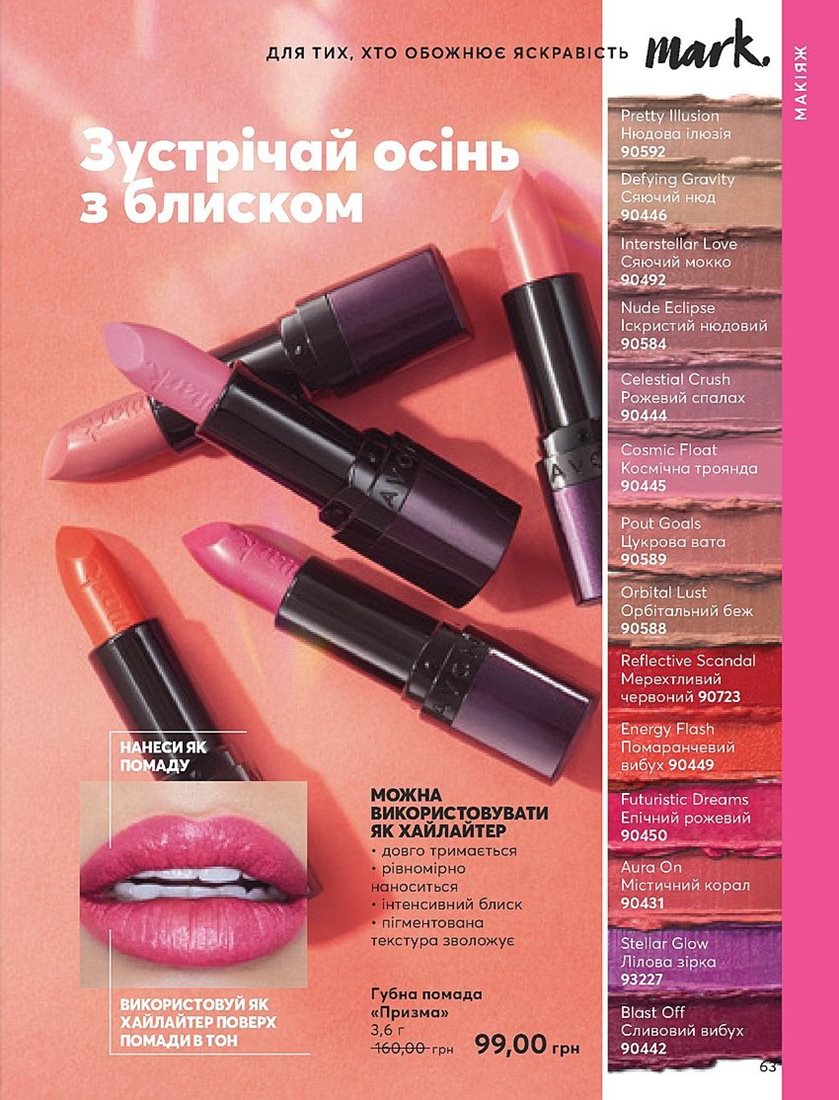 ДЛЯ ТИХ, ХТО ОБОЖНЮЄ ЯСКРАВІСТЬ
mark.
МАКІЯЖ
Зустрічай осінь
з блиском
Pretty Illusion
Нюдова ілюзія
90592
Defying Gravity
Сяючий нюд
90446
Interstellar Love
Сяючий мокко
90492
Nude Eclipse
Іскристий нюдовий
90584
Celestial Crush
Рожевий спалах
90444
Cosmic Float
Космічна троянда
90445
Pout Goals
Цукрова вата
90589
Orbital Lust
Орбітальний беж
90588
Reflective Scandal
Мерехтливий
червоний 90723
Energy Flash
Помаранчевий
вибух 90449
Futuristic Dreams
Епічний рожевий
90450
Aura On
Містичний корал
90431
Stellar Glow
Лілова зірка
93227
Blast Off
Сливовий вибух
90442
mark.
mark.
AVON
AVON
AVON
НАНЕСИ ЯК
ПОМАДУ
ВИКОРИСТОВУЙ ЯК
ХАЙЛАЙТЕР ПОВЕРХ
ПОМАДИ В ТОН
МОЖНА
ВИКОРИСТОВУВАТИ
ЯК ХАЙЛАЙТЕР
• довго тримається
• рівномірно
наноситься
• інтенсивний блиск
• пігментована
текстура зволожує
Губна помада
«Призма»
3,6 г
160,00 грн 99,00 грн
63